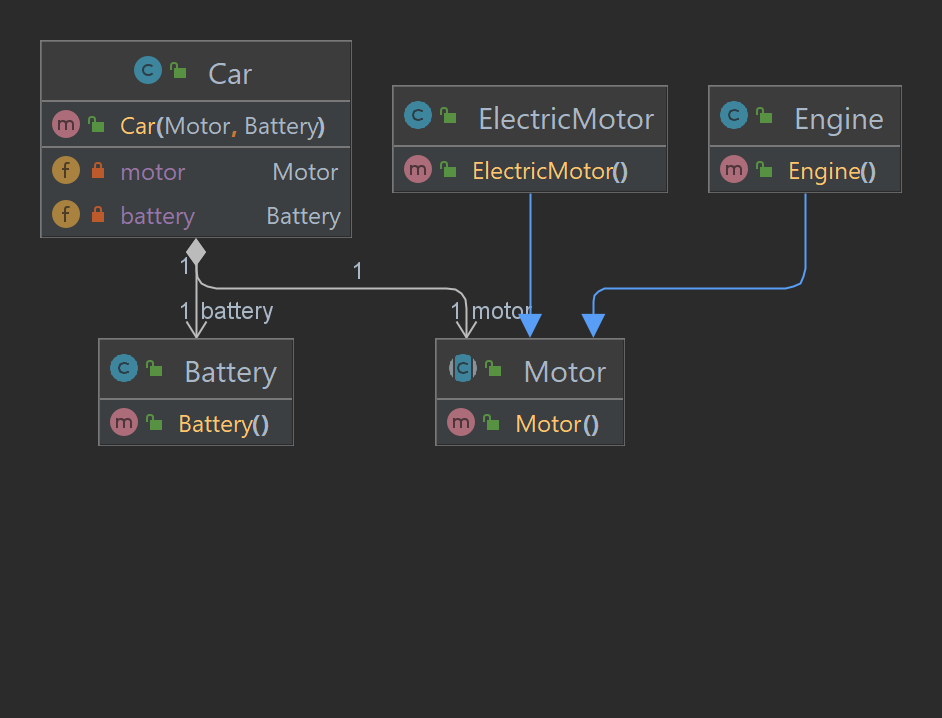 Car
Car(Motor, Battery)
motor Motor
battery Battery
ElectricMotor
ElectricMotor()
Engine
Engine()
1
1
1 battery
1 motor
Battery
Battery()
Motor
Motor()